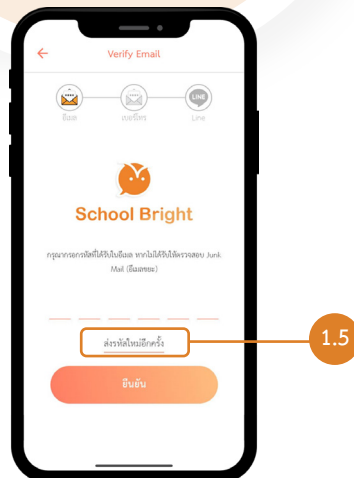 Verify Email
LINE
อีเมล
เบอร์โทร
Line
School Bright
กรุณากรอกรหัสที่ได้รับในอีเมล หากไม่ได้รับให้ตรวจสอบ Junk
Mail (อีเมลขยะ)
ส่งรหัสใหม่อีกครั้ง
1.5
ยืนยัน